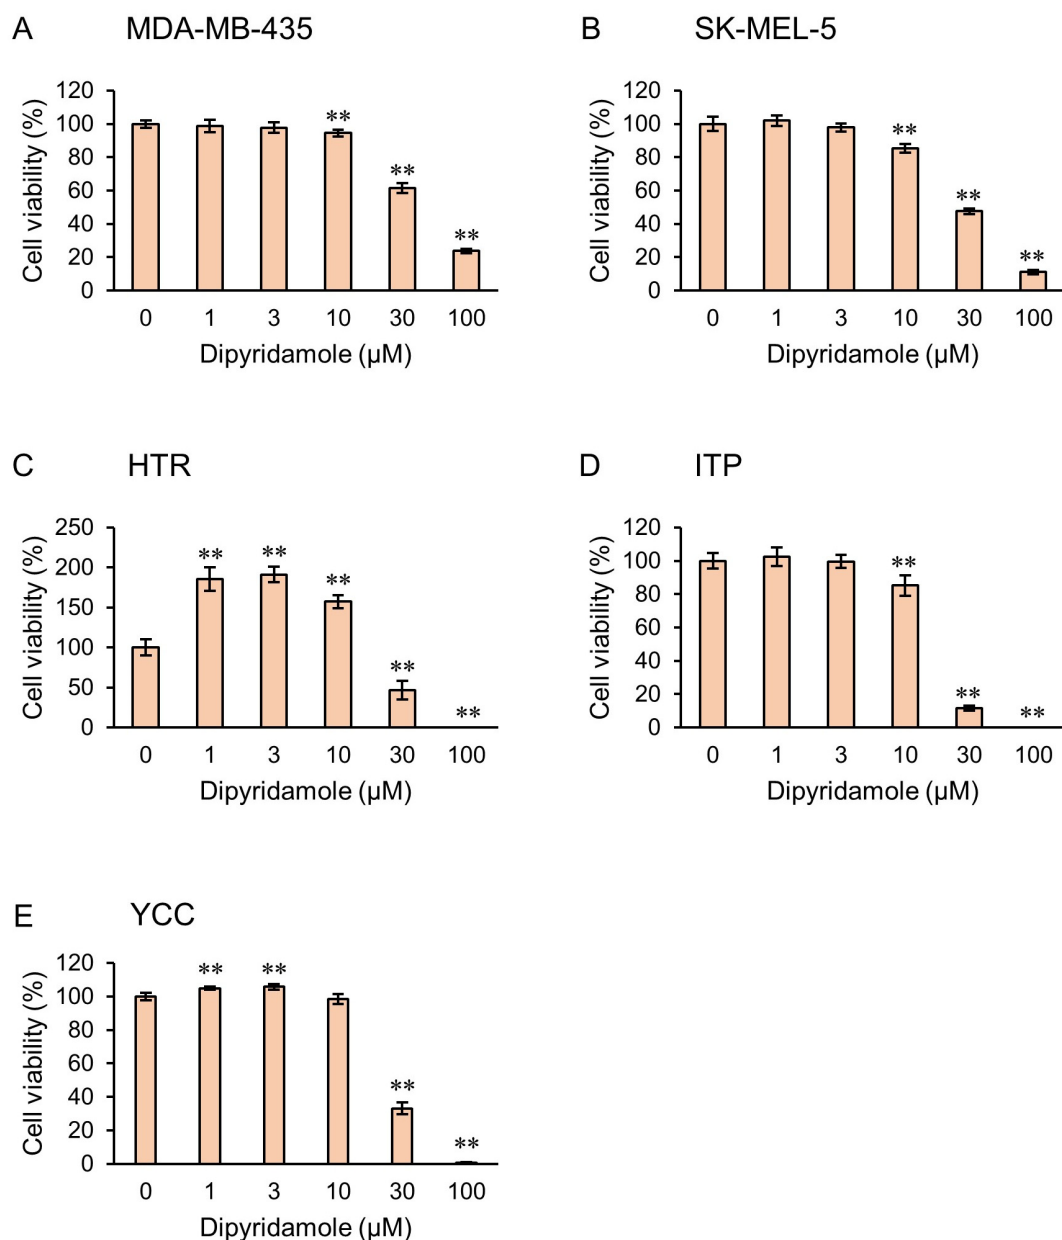 A MDA-MB-435
120
100
80
60
40
20
0
Cell viability (%)
** ** **
0 1 3 10 30 100
Dipyridamole (µM)
B SK-MEL-5
120
100
80
60
40
20
0
Cell viability (%)
** ** **
0 1 3 10 30 100
Dipyridamole (µM)
C HTR
250
200
150
100
50
0
Cell viability (%)
** ** ** ** **
0 1 3 10 30 100
Dipyridamole (µM)
D ITP
120
100
80
60
40
20
0
Cell viability (%)
** ** **
0 1 3 10 30 100
Dipyridamole (µM)
E YCC
120
100
80
60
40
20
0
Cell viability (%)
** ** ** **
0 1 3 10 30 100
Dipyridamole (µM)